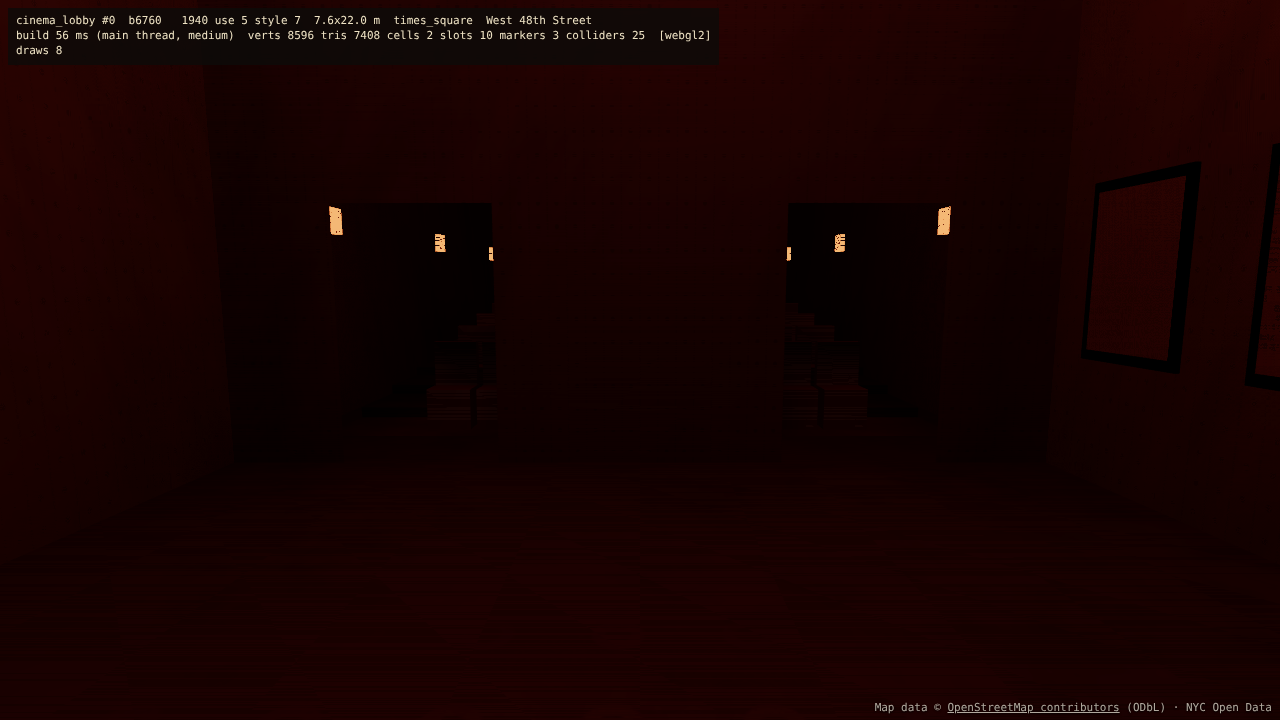 cinema_lobby #0  b6760   1940 use 5 style 7  7.6x22.0 m  times_square  West 48th Street
build 56 ms (main thread, medium)  verts 8596 tris 7408 cells 2 slots 10 markers 3 colliders 25  [webgl2]
draws 8
Map data © OpenStreetMap contributors (ODbL) · NYC Open Data